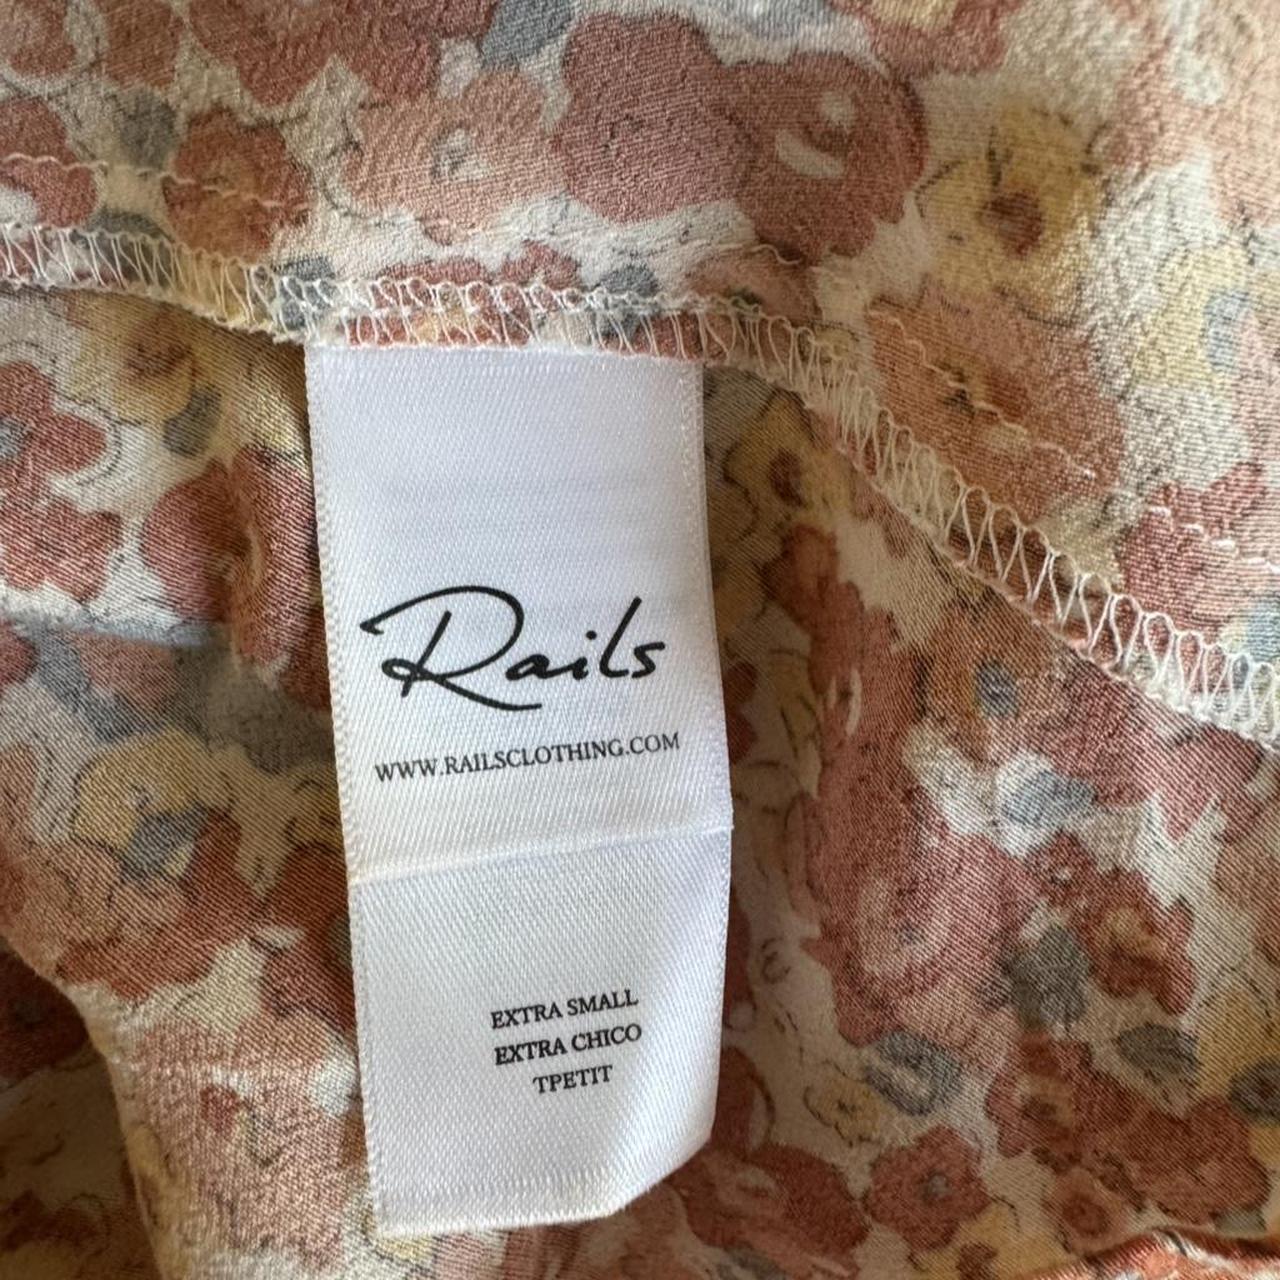 Rails
WWW.RAILSCLOTHING.COM
EXTRA SMALL
EXTRA CHICO
TPETIT